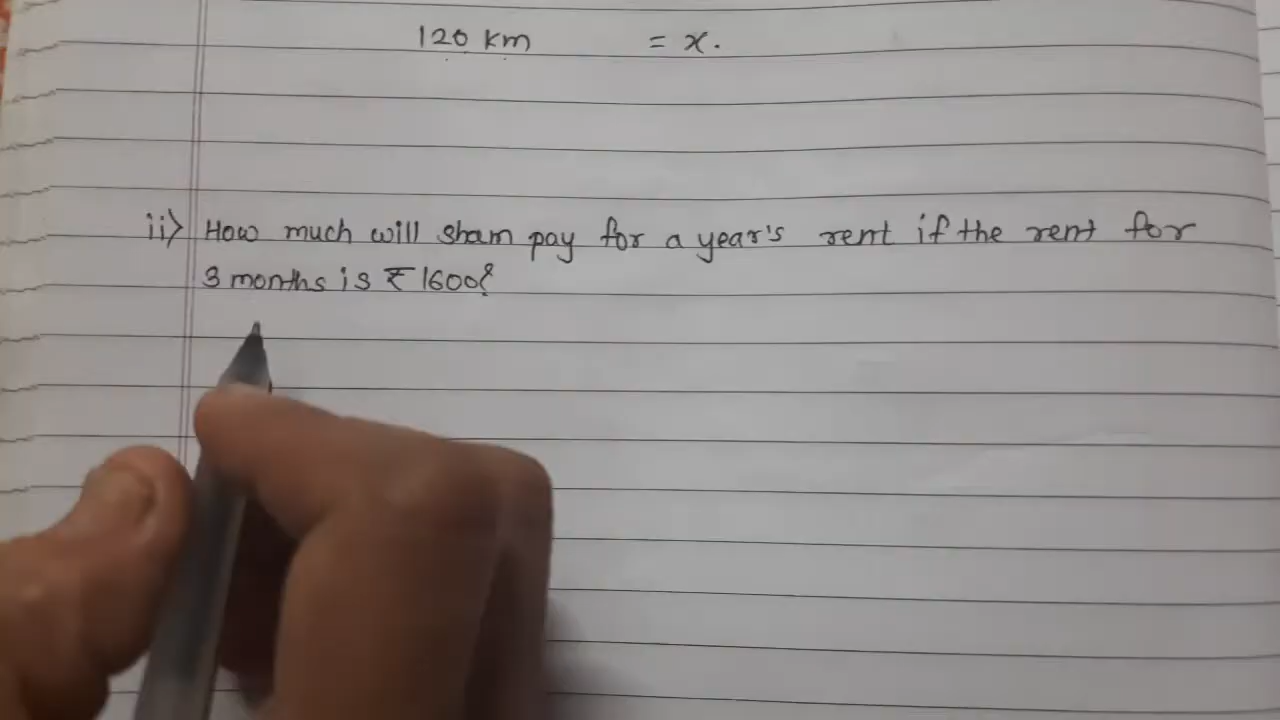 120 km = x.
ii) How much will sham pay for a year's rent if the rent for
3 months is ₹ 1600?